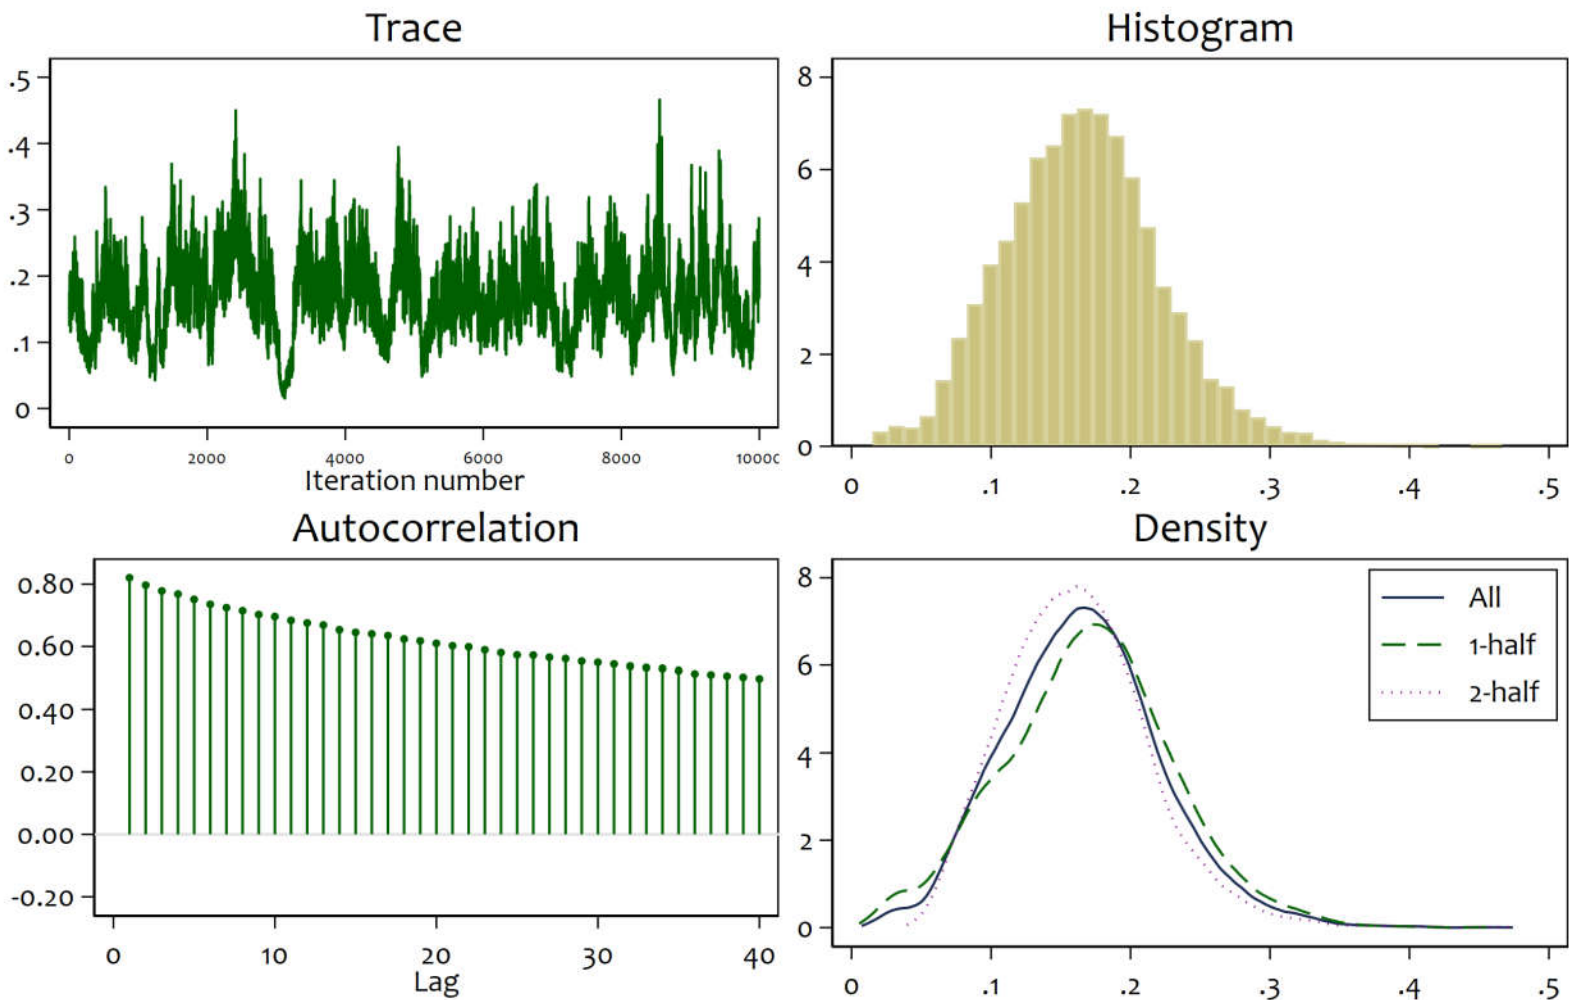 Trace
.5
.4
.3
.2
.1
0
0 2000 4000 6000 8000 10000
Iteration number
Histogram
8
6
4
2
0
0 .1 .2 .3 .4 .5
Autocorrelation
0.80
0.60
0.40
0.20
0.00
-0.20
0 10 20 30 40
Lag
Density
8
6
4
2
0
0 .1 .2 .3 .4 .5
All
1-half
2-half